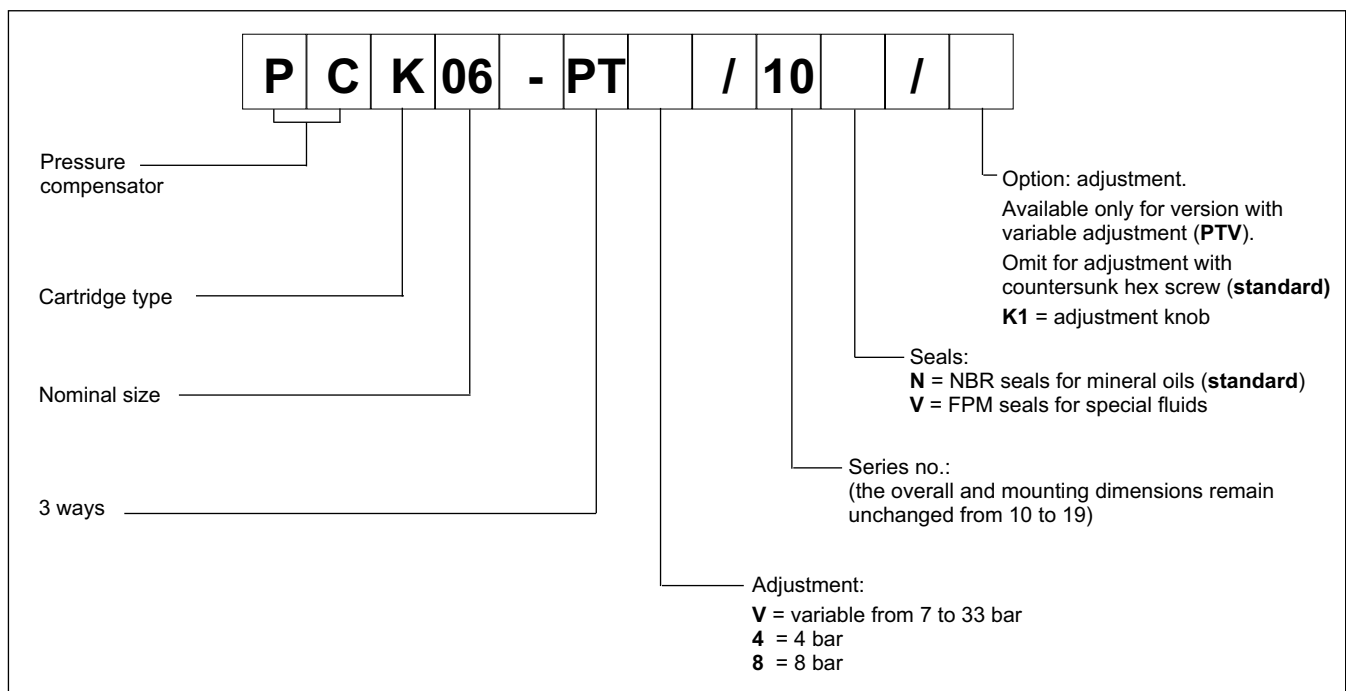 P C K 06 - PT / 10 /
Pressure
compensator
Cartridge type
Nominal size
3 ways
Option: adjustment.
Available only for version with
variable adjustment (PTV).
Omit for adjustment with
countersunk hex screw (standard)
K1 = adjustment knob
Seals:
N = NBR seals for mineral oils (standard)
V = FPM seals for special fluids
Series no.:
(the overall and mounting dimensions remain
unchanged from 10 to 19)
Adjustment:
V = variable from 7 to 33 bar
4 = 4 bar
8 = 8 bar